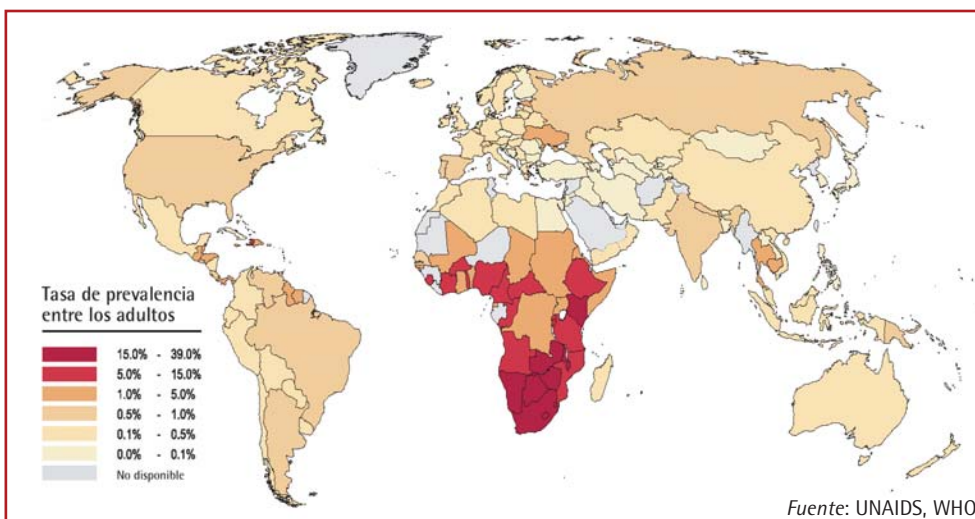 Tasa de prevalencia
entre los adultos
15.0% - 39.0%
5.0% - 15.0%
1.0% - 5.0%
0.5% - 1.0%
0.1% - 0.5%
0.0% - 0.1%
No disponible
Fuente: UNAIDS, WHO